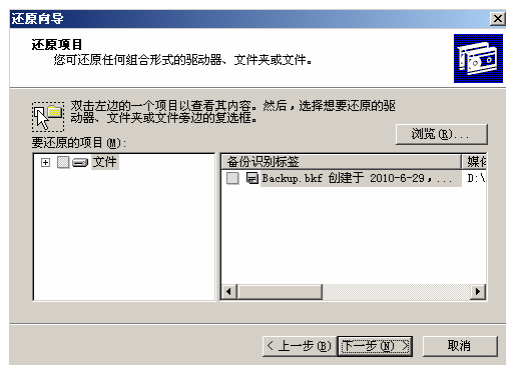 还原向导
还原项目
您可还原任何组合形式的驱动器、文件夹或文件。
双击左边的一个项目以查看其内容。然后，选择想要还原的驱
动器、文件夹或文件旁边的复选框。
浏览(R)...
要还原的项目(M):
文件
备份识别标签 媒体
Backup.bkf 创建于 2010-6-29, ... D:\
< 上一步(B) 下一步(N) > 取消